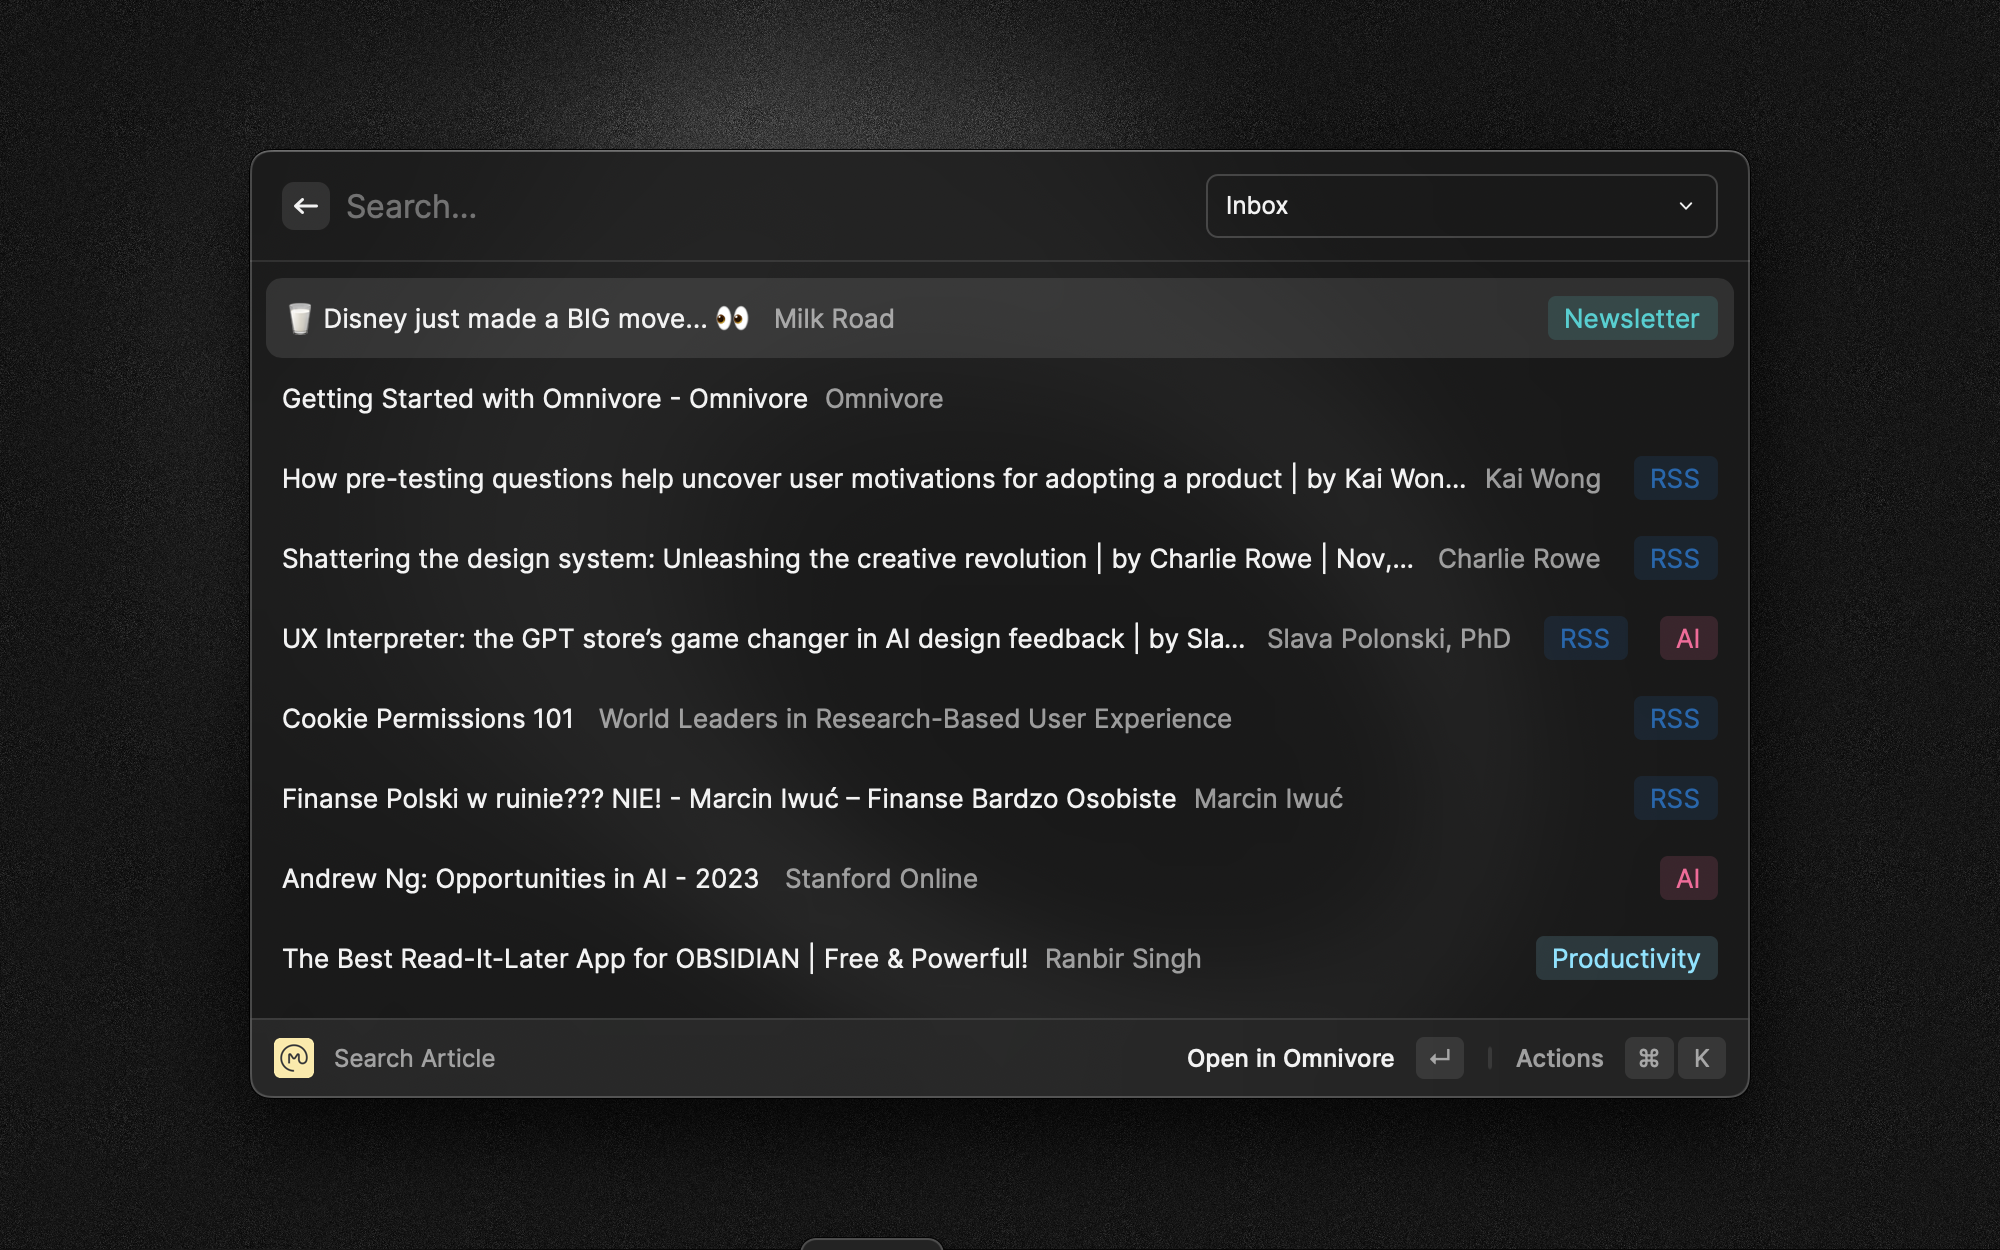 Search...
Inbox
🥛 Disney just made a BIG move... 👀 Milk Road Newsletter
Getting Started with Omnivore - Omnivore Omnivore
How pre-testing questions help uncover user motivations for adopting a product | by Kai Won... Kai Wong RSS
Shattering the design system: Unleashing the creative revolution | by Charlie Rowe | Nov,... Charlie Rowe RSS
UX Interpreter: the GPT store’s game changer in AI design feedback | by Sla... Slava Polonski, PhD RSS AI
Cookie Permissions 101 World Leaders in Research-Based User Experience RSS
Finanse Polski w ruinie??? NIE! - Marcin Iwuć – Finanse Bardzo Osobiste Marcin Iwuć RSS
Andrew Ng: Opportunities in AI - 2023 Stanford Online AI
The Best Read-It-Later App for OBSIDIAN | Free & Powerful! Ranbir Singh Productivity
Search Article
Open in Omnivore ↵ Actions ⌘ K